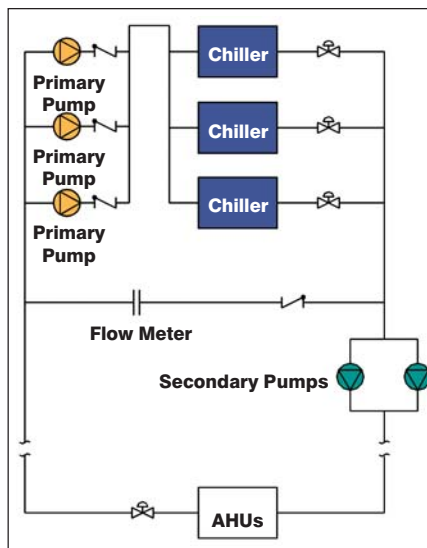 Chiller
Primary
Pump
Chiller
Primary
Pump
Chiller
Primary
Pump
Flow Meter
Secondary Pumps
AHUs